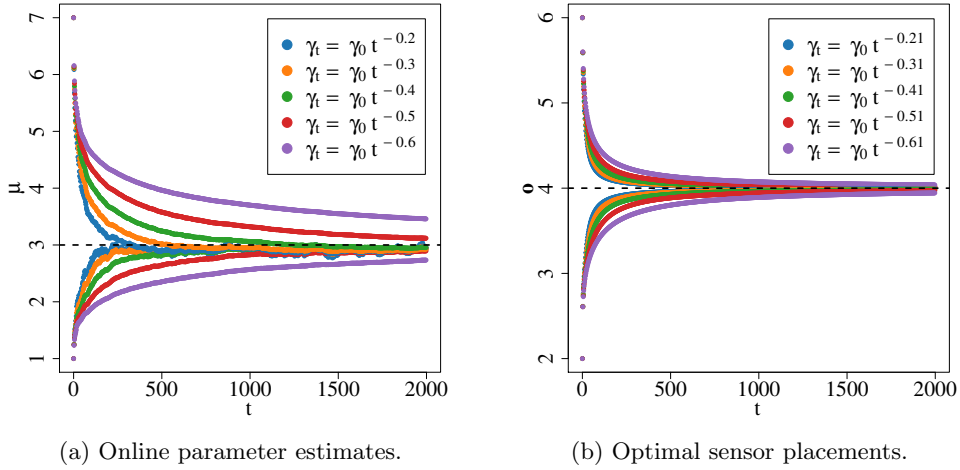 7
6
5
4
3
2
1
μ
γt = γ0 t −0.2
γt = γ0 t −0.3
γt = γ0 t −0.4
γt = γ0 t −0.5
γt = γ0 t −0.6
0 500 1000 1500 2000
t
(a) Online parameter estimates.
6
5
4
3
2
o
γt = γ0 t −0.21
γt = γ0 t −0.31
γt = γ0 t −0.41
γt = γ0 t −0.51
γt = γ0 t −0.61
0 500 1000 1500 2000
t
(b) Optimal sensor placements.